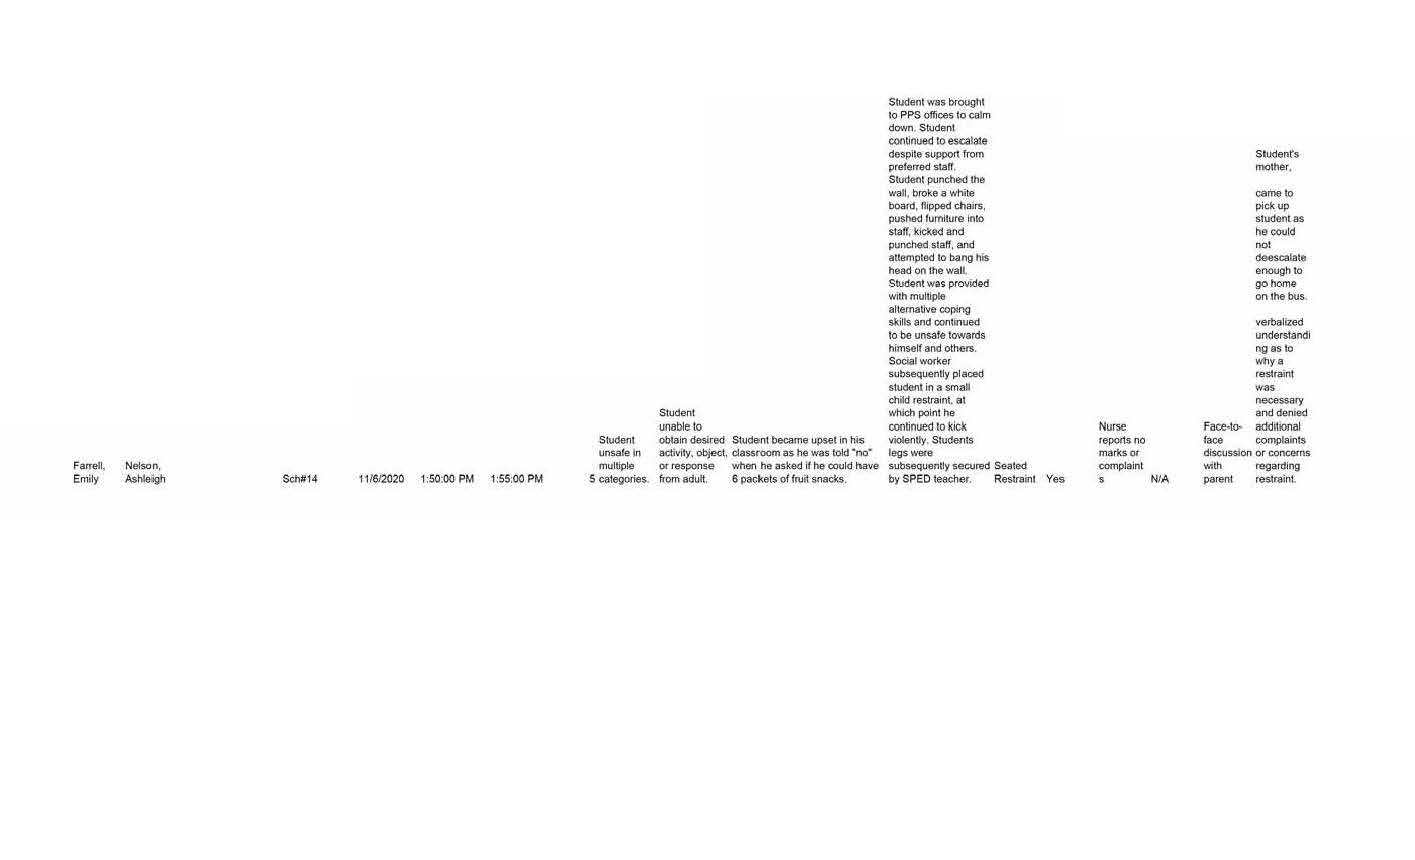 Farrell,
Emily
Nelson,
Ashleigh
Sch#14
11/6/2020
1:50:00 PM
1:55:00 PM
5
Student
unsafe in
multiple
categories.
Student
unable to
obtain desired
activity, object,
or response
from adult.
Student became upset in his
classroom as he was told "no"
when he asked if he could have
6 packets of fruit snacks.
Student was brought
to PPS offices to calm
down. Student
continued to escalate
despite support from
preferred staff.
Student punched the
wall, broke a white
board, flipped chairs,
pushed furniture into
staff, kicked and
punched staff, and
attempted to bang his
head on the wall.
Student was provided
with multiple
alternative coping
skills and continued
to be unsafe towards
himself and others.
Social worker
subsequently placed
student in a small
child restraint, at
which point he
continued to kick
violently. Students
legs were
subsequently secured
by SPED teacher.
Seated
Restraint
Yes
Nurse
reports no
marks or
complaint
s
N/A
Face-to-
face
discussion
with
parent
Student's
mother,
came to
pick up
student as
he could
not
deescalate
enough to
go home
on the bus.
verbalized
understandi
ng as to
why a
restraint
was
necessary
and denied
additional
complaints
or concerns
regarding
restraint.